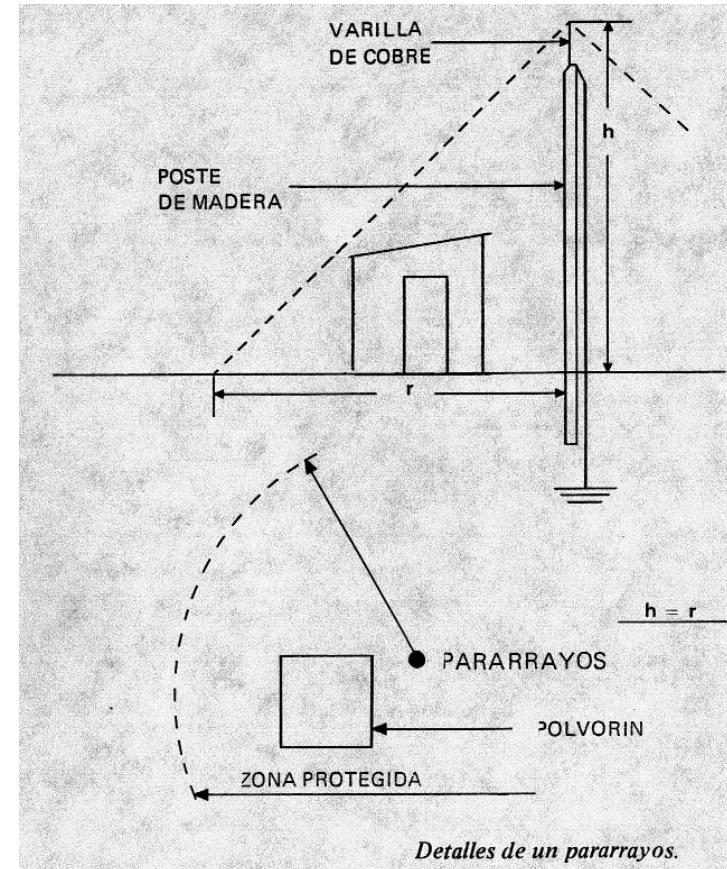 VARILLA
DE COBRE
h
POSTE
DE MADERA
r
h = r
PARARRAYOS
POLVORIN
ZONA PROTEGIDA
Detalles de un pararrayos.